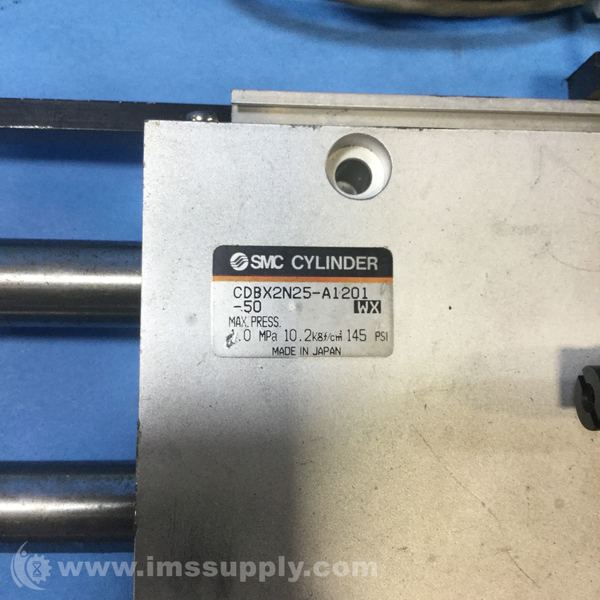 SMC CYLINDER
CDBX2N25-A1201
-50 WX
MAX.PRESS.
.0 MPa 10.2kgf/cm² 145 PSI
MADE IN JAPAN
www.imssupply.com